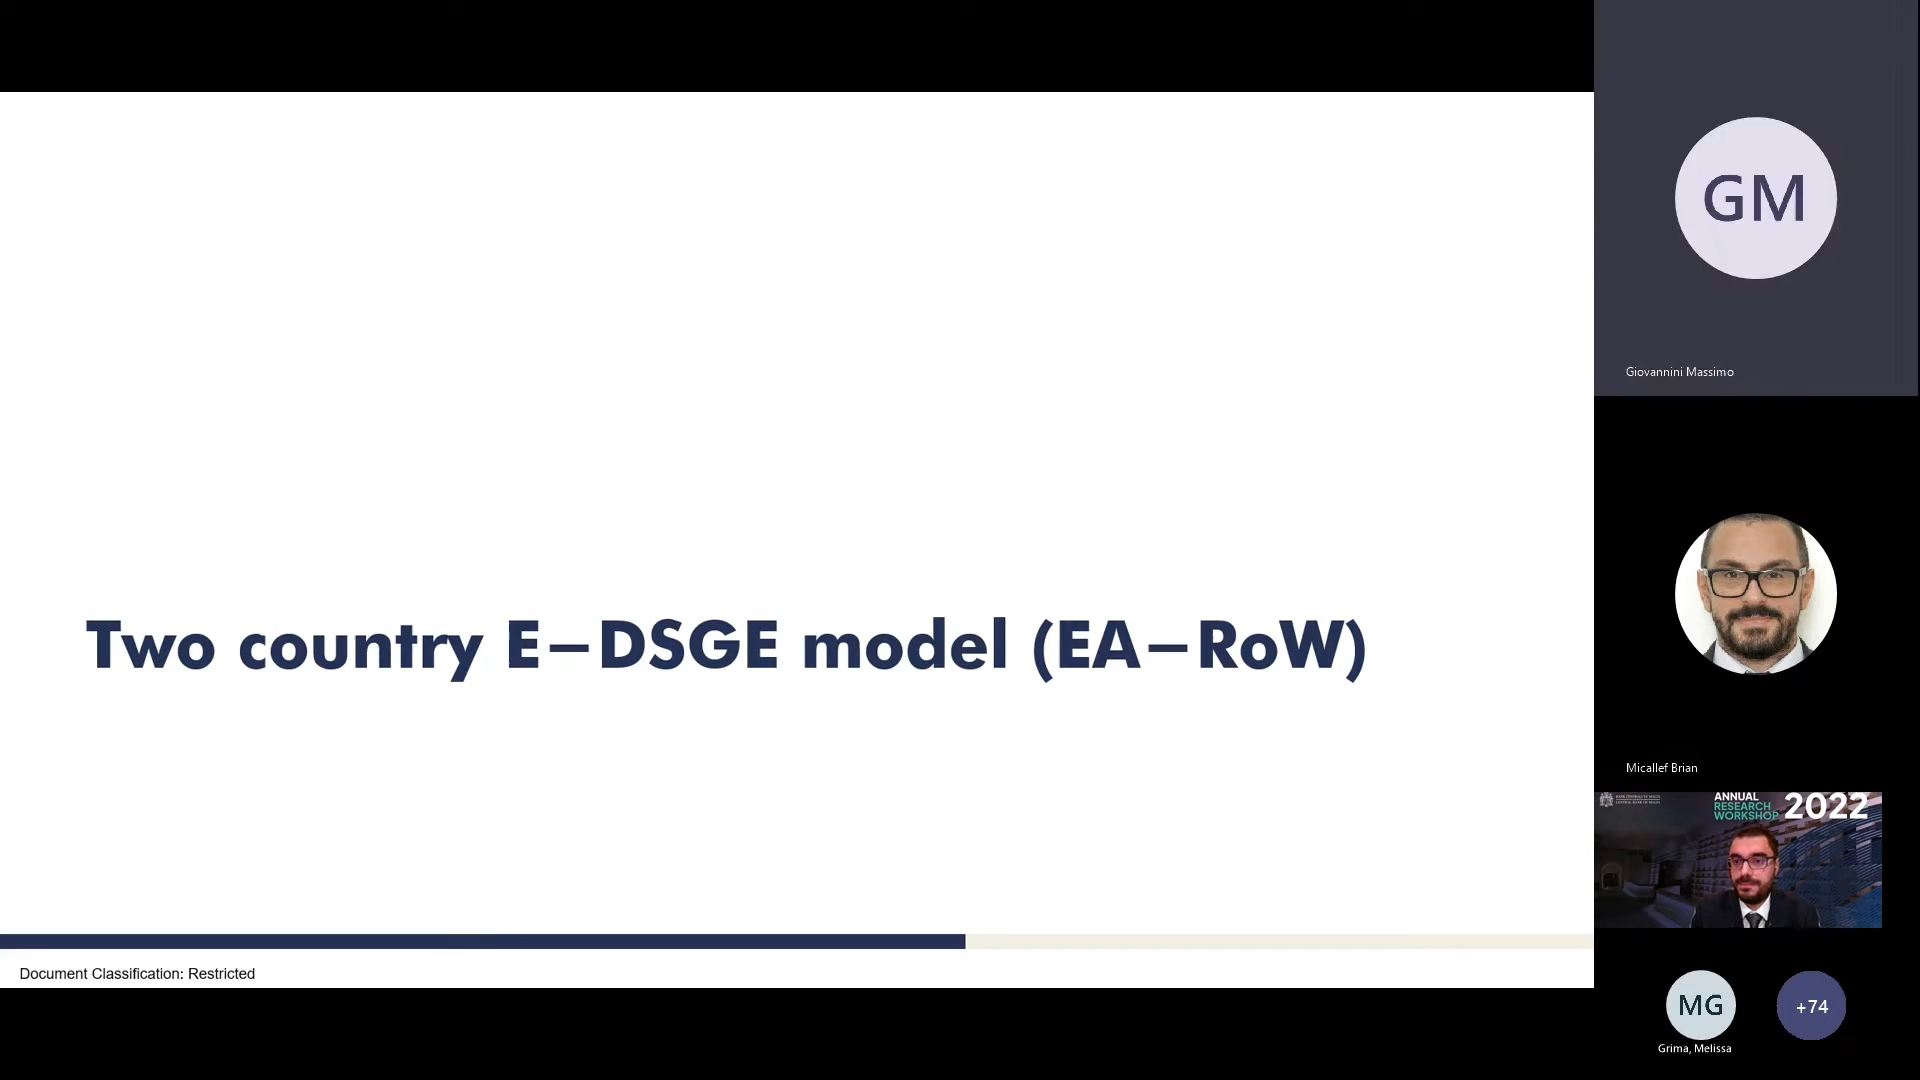 Two country E–DSGE model (EA–RoW)
Document Classification: Restricted
GM
Giovannini Massimo
Micallef Brian
ANNUAL
RESEARCH
WORKSHOP
2022
MG
Grima, Melissa
+74